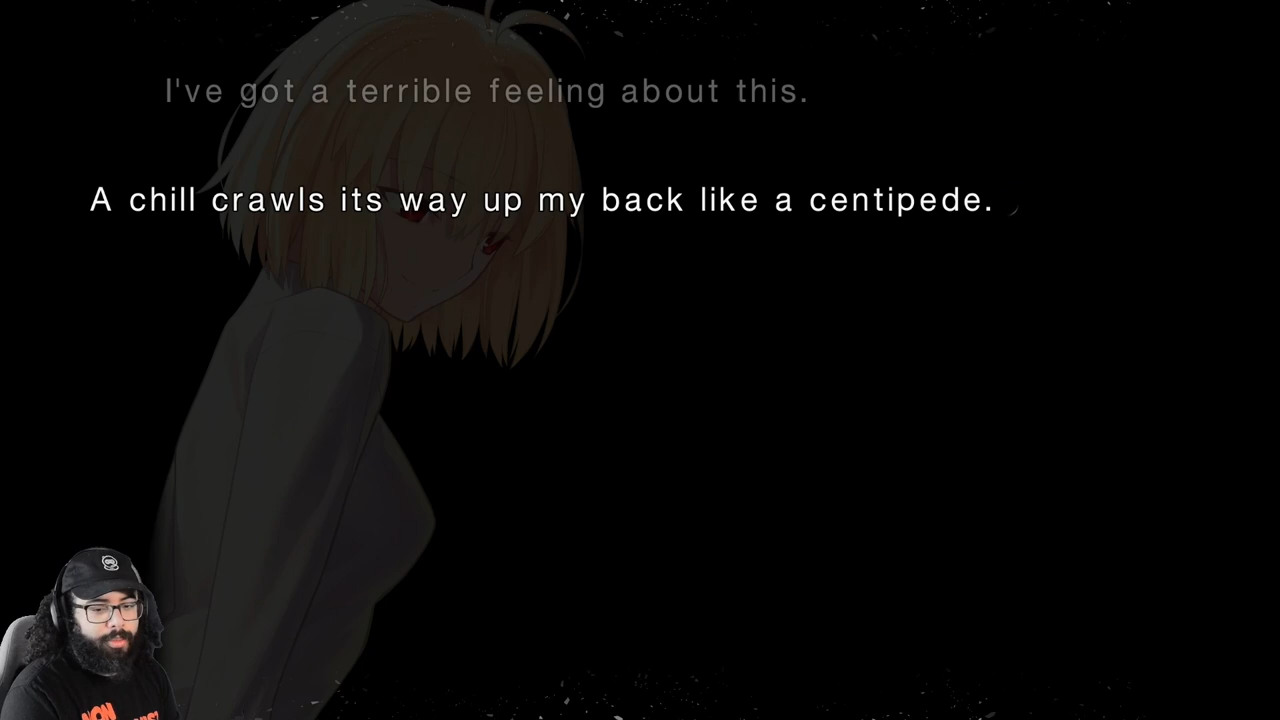 I've got a terrible feeling about this.
A chill crawls its way up my back like a centipede.